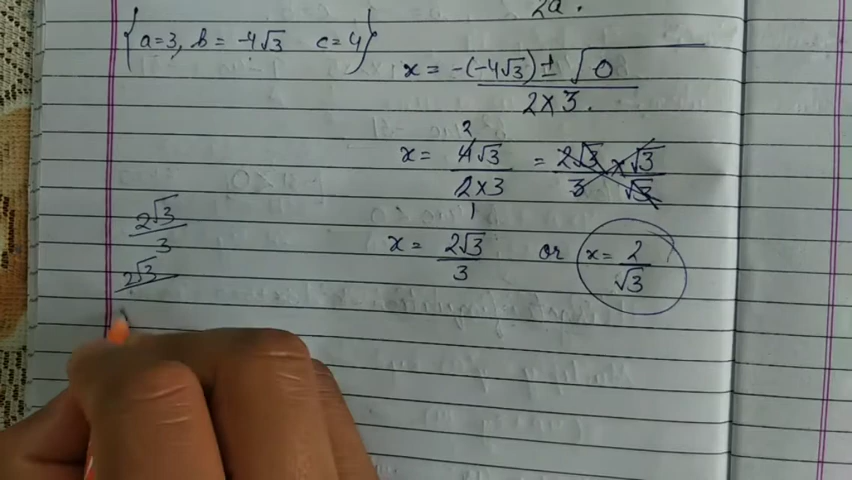 2a.
{a=3, b = -4√3 c=4}
x = -(-4√3) ± √0
2×3.
2
x = 4√3 = 2√3 × √3
2×3 3 √3
1
x = 2√3 or x = 2
3 √3
2√3
3
2√3